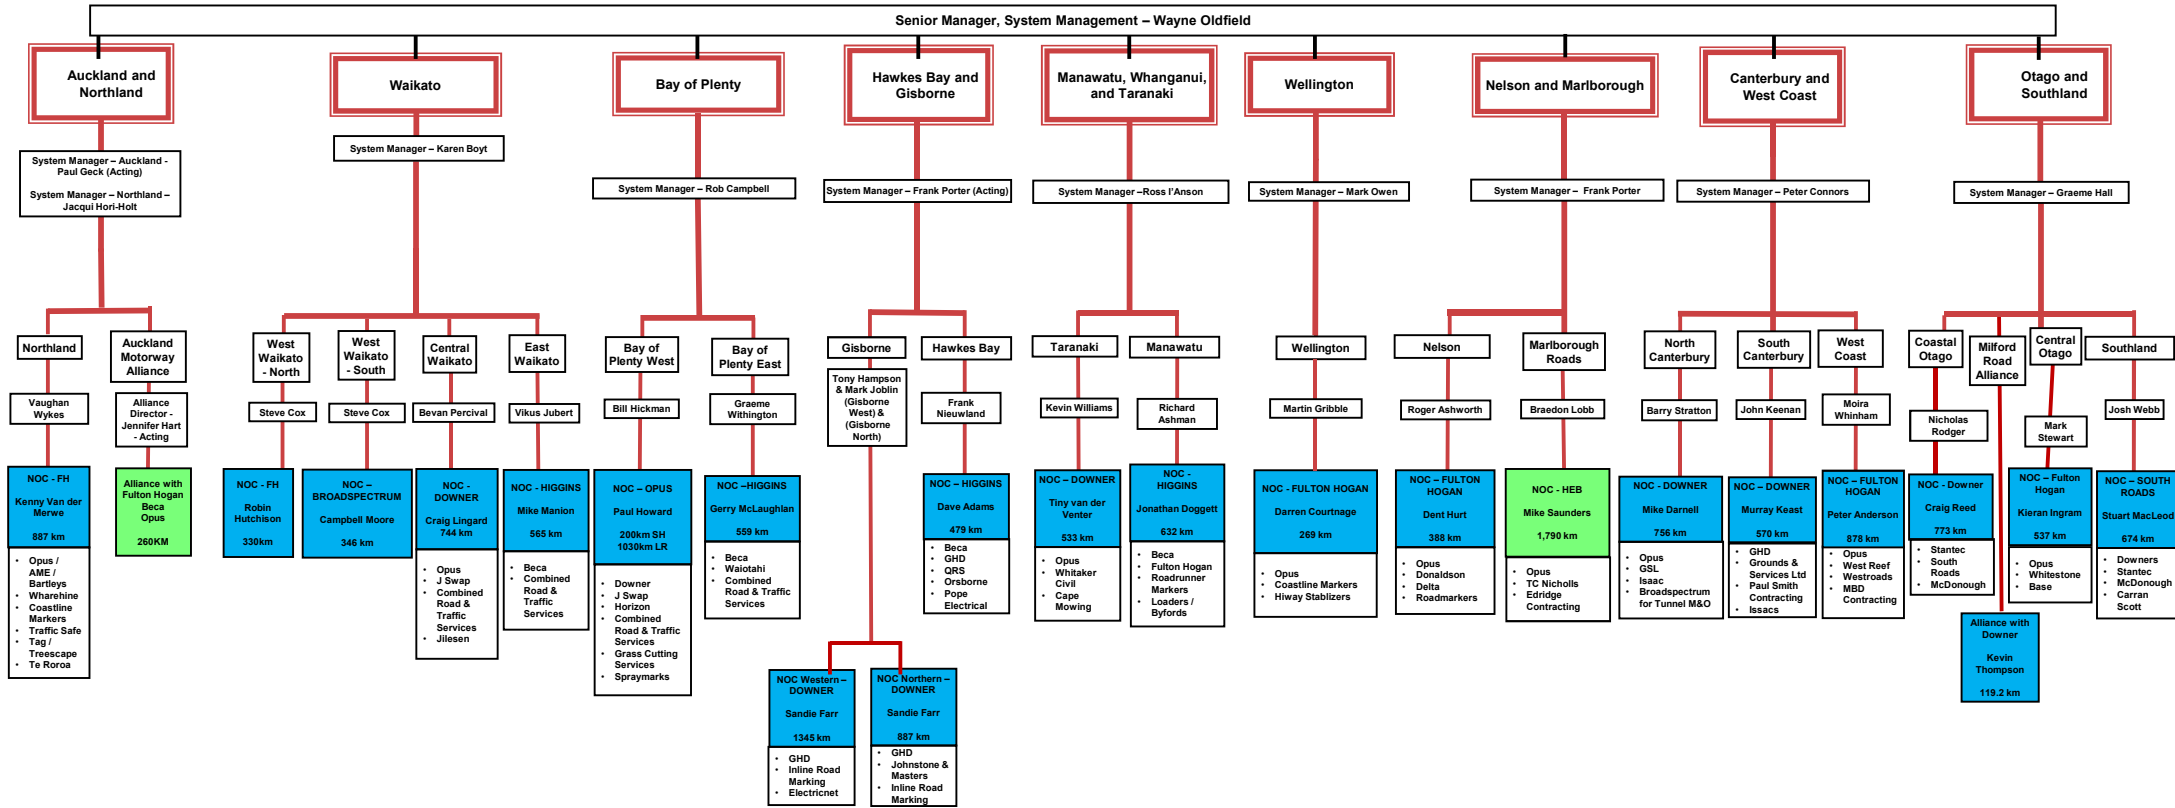 Senior Manager, System Management – Wayne Oldfield
Auckland and
Northland
Waikato
Bay of Plenty
Hawkes Bay and
Gisborne
Manawatu, Whanganui,
and Taranaki
Wellington
Nelson and Marlborough
Canterbury and
West Coast
Otago and
Southland
System Manager – Auckland -
Paul Geck (Acting)
System Manager – Northland –
Jacqui Hori-Holt
System Manager – Karen Boyt
System Manager – Rob Campbell
System Manager – Frank Porter (Acting)
System Manager –Ross I'Anson
System Manager – Mark Owen
System Manager – Frank Porter
System Manager – Peter Connors
System Manager – Graeme Hall
Northland
Vaughan
Wykes
NOC - FH
Kenny Van der
Merwe
887 km
• Opus /
AME /
Bartleys
• Wharehine
• Coastline
Markers
• Traffic Safe
• Tag /
Treescape
• Te Roroa
Auckland
Motorway
Alliance
Alliance
Director -
Jennifer Hart
- Acting
Alliance with
Fulton Hogan
Beca
Opus
260KM
West
Waikato
- North
Steve Cox
NOC - FH
Robin
Hutchison
330km
West
Waikato
- South
Steve Cox
NOC –
BROADSPECTRUM
Campbell Moore
346 km
Central
Waikato
Bevan Percival
NOC -
DOWNER
Craig Lingard
744 km
• Opus
• J Swap
• Combined
Road &
Traffic
Services
• Jilesen
East
Waikato
Vikus Jubert
NOC - HIGGINS
Mike Manion
565 km
• Beca
• Combined
Road &
Traffic
Services
Bay of
Plenty West
Bill Hickman
NOC – OPUS
Paul Howard
200km SH
1030km LR
• Downer
• J Swap
• Horizon
• Combined
Road & Traffic
Services
• Grass Cutting
Services
• Spraymarks
Bay of
Plenty East
Graeme
Withington
NOC –HIGGINS
Gerry McLaughlan
559 km
• Beca
• Waiotahi
• Combined
Road & Traffic
Services
Gisborne
Tony Hampson
& Mark Joblin
(Gisborne
West) &
(Gisborne
North)
NOC Western –
DOWNER
Sandie Farr
1345 km
• GHD
• Inline Road
Marking
• Electricnet
NOC Northern –
DOWNER
Sandie Farr
887 km
• GHD
• Johnstone &
Masters
• Inline Road
Marking
Hawkes Bay
Frank
Nieuwland
NOC – HIGGINS
Dave Adams
479 km
• Beca
• GHD
• QRS
• Orsborne
• Pope
Electrical
Taranaki
Kevin Williams
NOC – DOWNER
Tiny van der
Venter
533 km
• Opus
• Whitaker
Civil
• Cape
Mowing
Manawatu
Richard
Ashman
NOC -
HIGGINS
Jonathan Doggett
632 km
• Beca
• Fulton Hogan
• Roadrunner
Markers
• Loaders /
Byfords
Wellington
Martin Gribble
NOC - FULTON HOGAN
Darren Courtnage
269 km
• Opus
• Coastline Markers
• Hiway Stablizers
Nelson
Roger Ashworth
NOC – FULTON
HOGAN
Dent Hurt
388 km
• Opus
• Donaldson
• Delta
• Roadmarkers
Marlborough
Roads
Braedon Lobb
NOC - HEB
Mike Saunders
1,790 km
• Opus
• TC Nicholls
• Edridge
Contracting
North
Canterbury
Barry Stratton
NOC - DOWNER
Mike Darnell
756 km
• Opus
• GSL
• Isaac
• Broadspectrum
for Tunnel M&O
South
Canterbury
John Keenan
NOC – DOWNER
Murray Keast
570 km
• GHD
• Grounds &
Services Ltd
• Paul Smith
Contracting
• Issacs
West
Coast
Moira
Whinham
NOC – FULTON
HOGAN
Peter Anderson
878 km
• Opus
• West Reef
• Westroads
• MBD
Contracting
Coastal
Otago
Nicholas
Rodger
NOC - Downer
Craig Reed
773 km
• Stantec
• South
Roads
• McDonough
Milford
Road
Alliance
Alliance with
Downer
Kevin
Thompson
119.2 km
Central
Otago
Mark
Stewart
NOC – Fulton
Hogan
Kieran Ingram
537 km
• Opus
• Whitestone
• Base
Southland
Josh Webb
NOC – SOUTH
ROADS
Stuart MacLeod
674 km
• Downers
• Stantec
• McDonough
• Carran
Scott